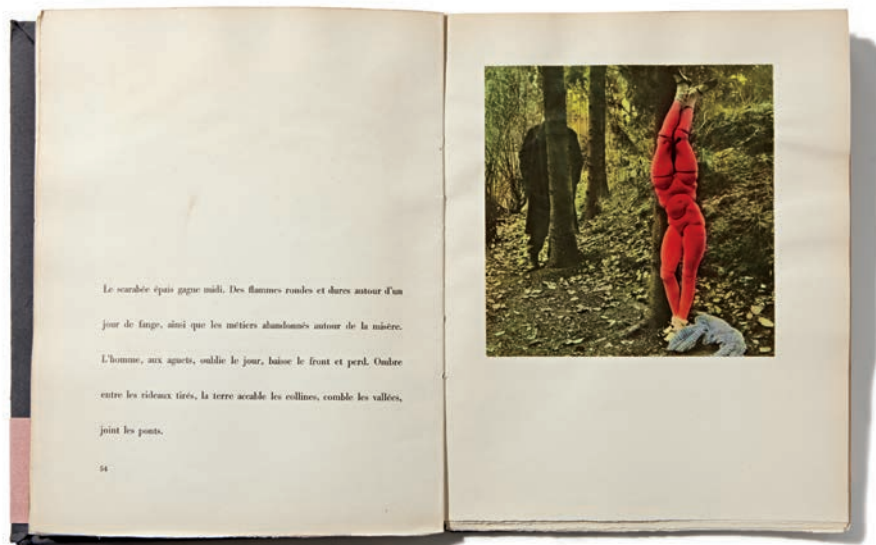 Le scarabée épais gagne midi. Des flammes rondes et dures autour d'un
jour de fange, ainsi que les métiers abandonnés autour de la misère.
L'homme, aux aguets, oublie le jour, baisse le front et perd. Ombre
entre les rideaux tirés, la terre accable les collines, comble les vallées,
joint les ponts.
54